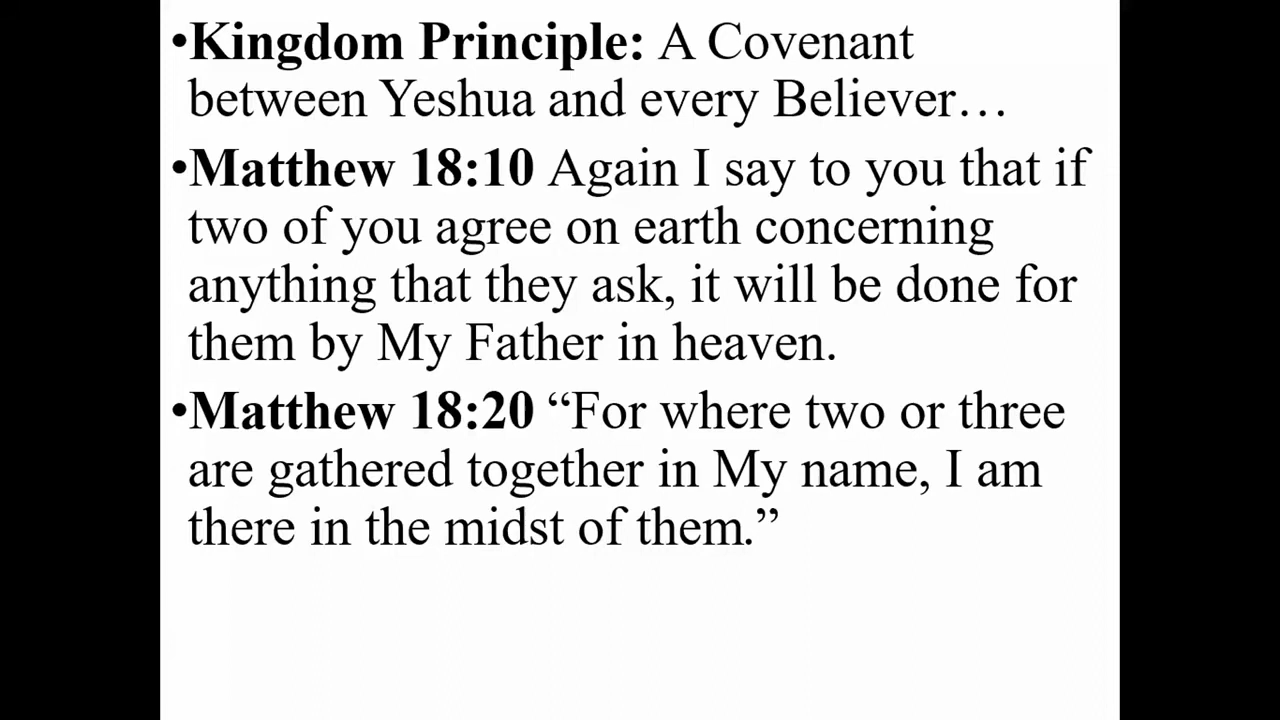 •Kingdom Principle: A Covenant
between Yeshua and every Believer…
•Matthew 18:10 Again I say to you that if
two of you agree on earth concerning
anything that they ask, it will be done for
them by My Father in heaven.
•Matthew 18:20 “For where two or three
are gathered together in My name, I am
there in the midst of them.”